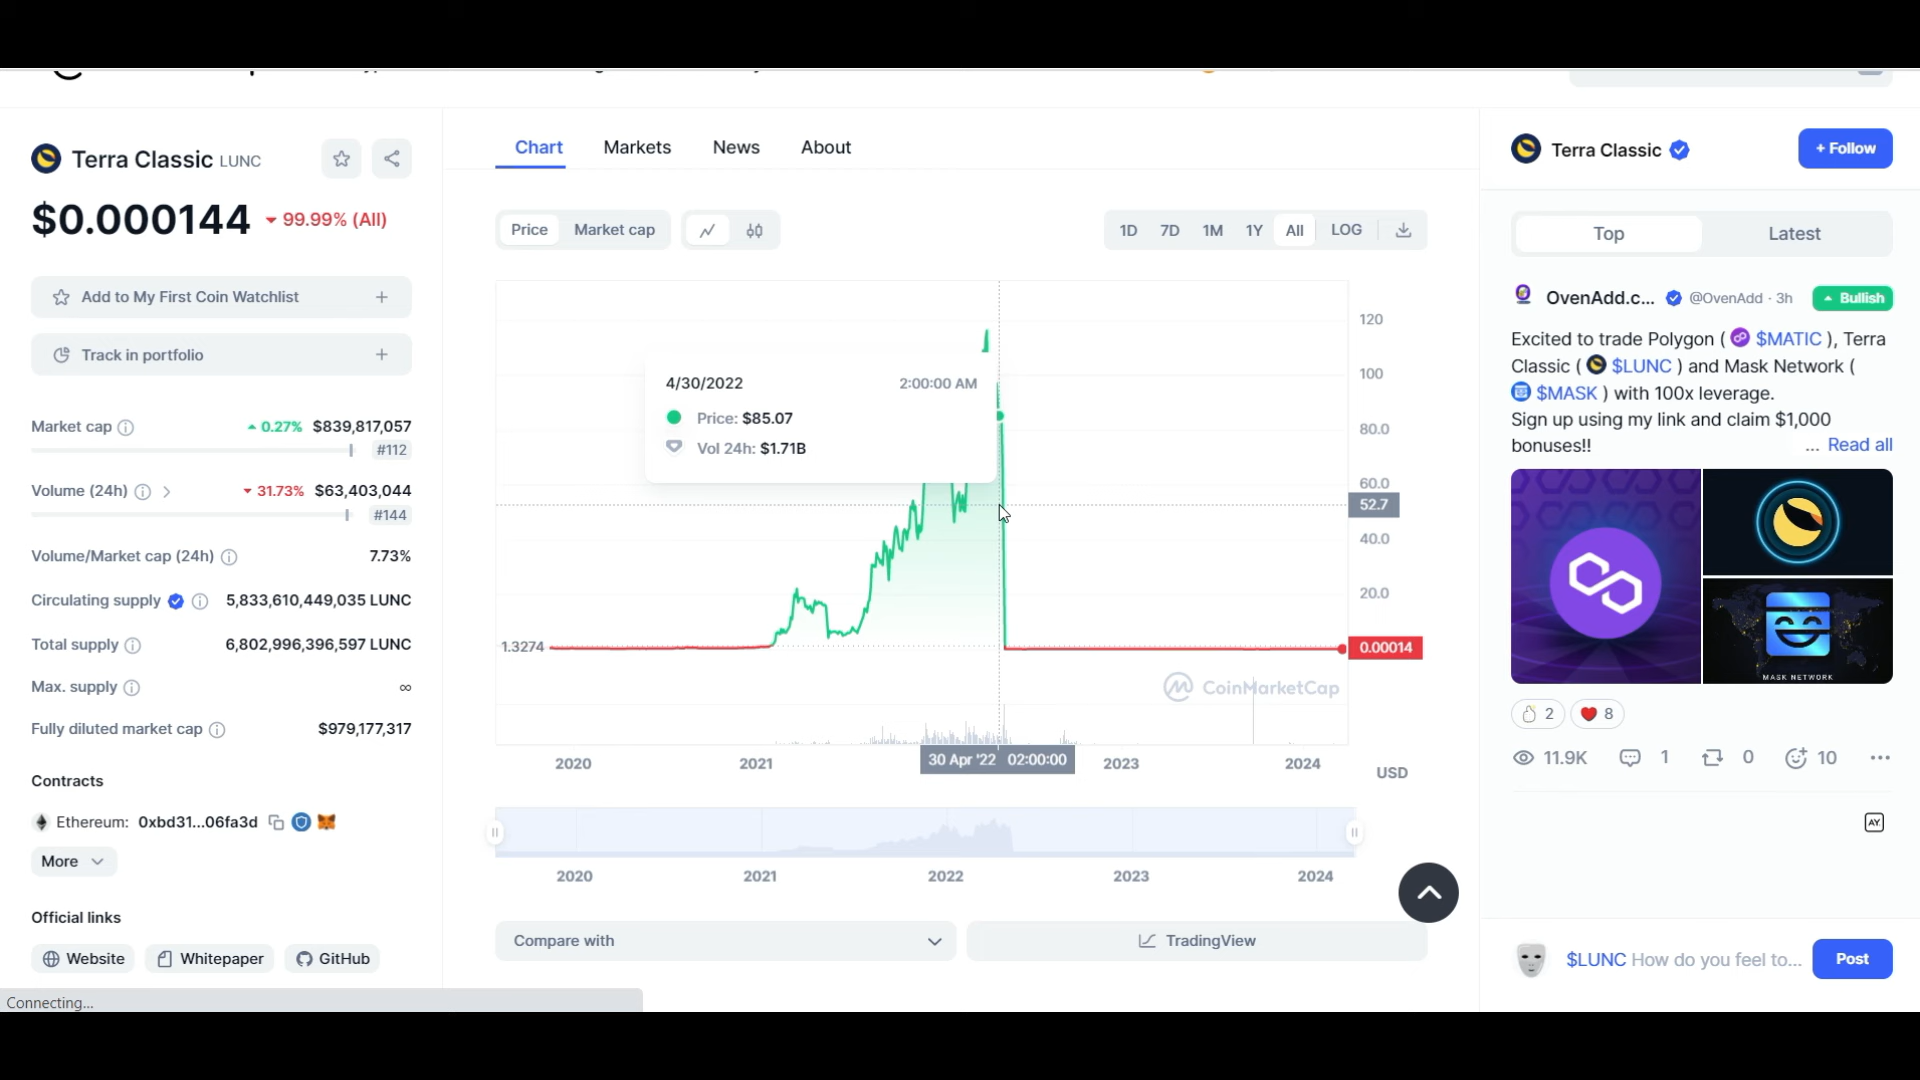 Terra Classic LUNC
$0.000144 99.99% (All)
Add to My First Coin Watchlist
Track in portfolio
Market cap 0.27% $839,817,057
#112
Volume (24h) 31.73% $63,403,044
#144
Volume/Market cap (24h) 7.73%
Circulating supply 5,833,610,449,035 LUNC
Total supply 6,802,996,396,597 LUNC
Max. supply ∞
Fully diluted market cap $979,177,317
Contracts
Ethereum: 0xbd31...06fa3d
More
Official links
Website Whitepaper GitHub
Connecting...
Chart Markets News About
Price Market cap
1D 7D 1M 1Y All LOG
4/30/2022 2:00:00 AM
Price: $85.07
Vol 24h: $1.71B
120
100
80.0
60.0
52.7
40.0
20.0
1.3274
0.00014
CoinMarketCap
2020 2021 30 Apr '22 02:00:00 2023 2024
USD
2020 2021 2022 2023 2024
Compare with TradingView
Terra Classic + Follow
Top Latest
OvenAdd.c... @OvenAdd · 3h Bullish
Excited to trade Polygon ( $MATIC ), Terra
Classic ( $LUNC ) and Mask Network (
$MASK ) with 100x leverage.
Sign up using my link and claim $1,000
bonuses!! ... Read all
MASK NETWORK
2 8
11.9K 1 0 10
AY
$LUNC How do you feel to... Post